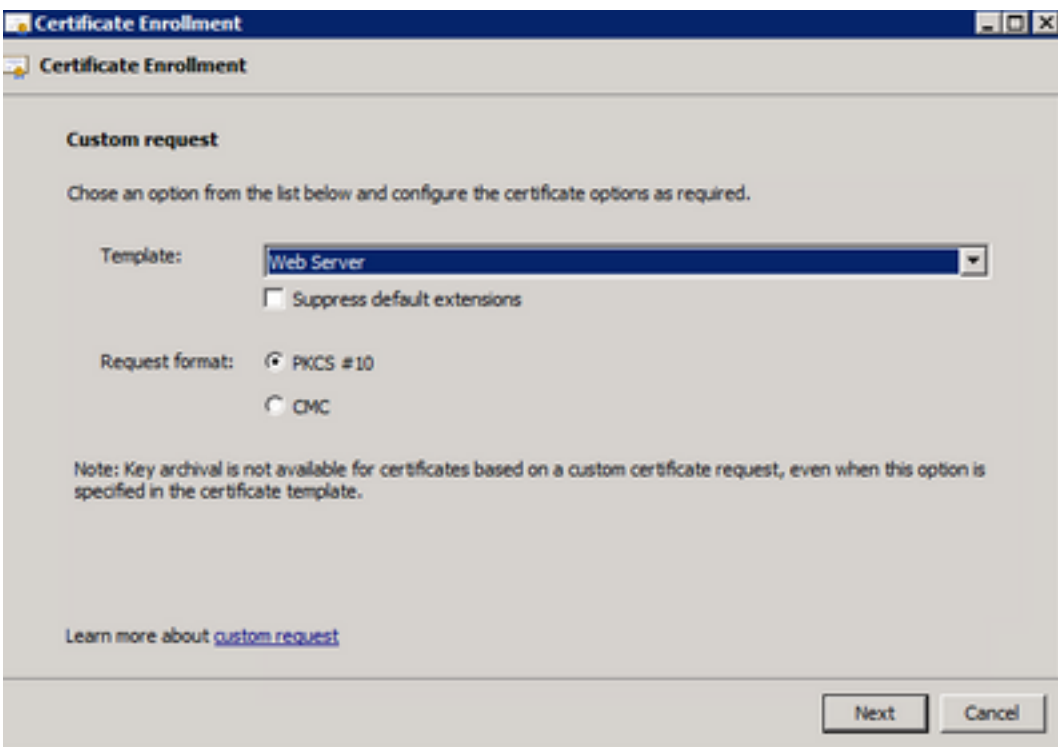 Certificate Enrollment
Certificate Enrollment
Custom request
Chose an option from the list below and configure the certificate options as required.
Template:
Web Server
Suppress default extensions
Request format:
PKCS #10
CMC
Note: Key archival is not available for certificates based on a custom certificate request, even when this option is
specified in the certificate template.
Learn more about custom request
Next
Cancel